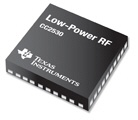 Low-Power RF
CC2530
TEXAS
INSTRUMENTS